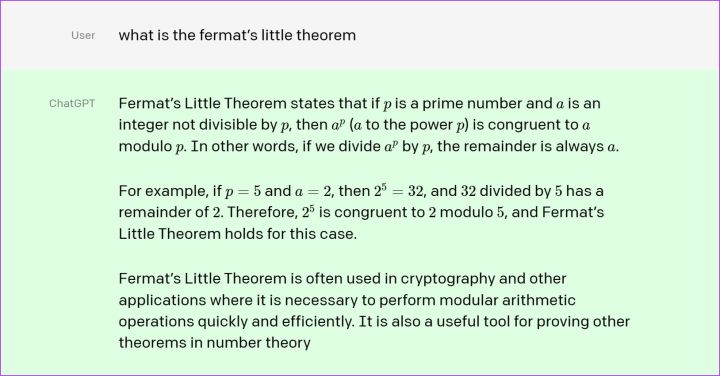 User what is the fermat’s little theorem
ChatGPT Fermat’s Little Theorem states that if p is a prime number and a is an
integer not divisible by p, then aᵖ (a to the power p) is congruent to a
modulo p. In other words, if we divide aᵖ by p, the remainder is always a.
For example, if p = 5 and a = 2, then 2⁵ = 32, and 32 divided by 5 has a
remainder of 2. Therefore, 2⁵ is congruent to 2 modulo 5, and Fermat’s
Little Theorem holds for this case.
Fermat’s Little Theorem is often used in cryptography and other
applications where it is necessary to perform modular arithmetic
operations quickly and efficiently. It is also a useful tool for proving other
theorems in number theory